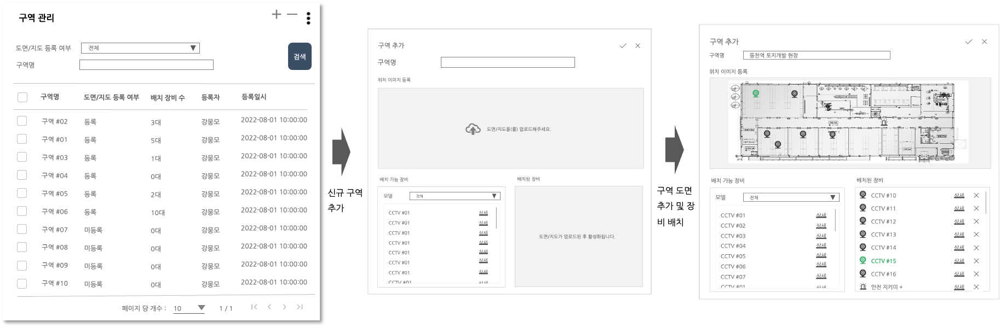 구역 관리
도면/지도 등록 여부 전체
구역명
검색
구역명 도면/지도 등록 여부 배치 장비 수 등록자 등록일시
구역 #02 등록 3대 강뭉모 2022-08-01 10:00:00
구역 #01 등록 5대 강뭉모 2022-08-01 10:00:00
구역 #03 등록 1대 강뭉모 2022-08-01 10:00:00
구역 #04 등록 0대 강뭉모 2022-08-01 10:00:00
구역 #05 등록 2대 강뭉모 2022-08-01 10:00:00
구역 #06 등록 10대 강뭉모 2022-08-01 10:00:00
구역 #07 미등록 0대 강뭉모 2022-08-01 10:00:00
구역 #08 미등록 0대 강뭉모 2022-08-01 10:00:00
구역 #09 미등록 0대 강뭉모 2022-08-01 10:00:00
구역 #10 미등록 0대 강뭉모 2022-08-01 10:00:00
페이지 당 개수 : 10 1 / 1
신규 구역
추가
구역 추가
구역명
위치 이미지 등록
도면/지도을(를) 업로드해주세요.
배치 가능 장비
모델 전체
CCTV #01 상세
CCTV #01 상세
CCTV #01 상세
CCTV #01 상세
CCTV #01 상세
CCTV #01 상세
CCTV #01 상세
CCTV #01 상세
배치된 장비
도면/지도가 업로드된 후 활성화됩니다.
구역 도면
추가 및 장
비 배치
구역 추가
구역명 동천역 토지개발 현장
위치 이미지 등록
배치 가능 장비
모델 전체
CCTV #01 상세
CCTV #02 상세
CCTV #03 상세
CCTV #04 상세
CCTV #05 상세
CCTV #06 상세
CCTV #07 상세
CCTV #01 상세
배치된 장비
CCTV #10 상세
CCTV #11 상세
CCTV #12 상세
CCTV #13 상세
CCTV #14 상세
CCTV #15 상세
CCTV #16 상세
안전 지키미 + 상세